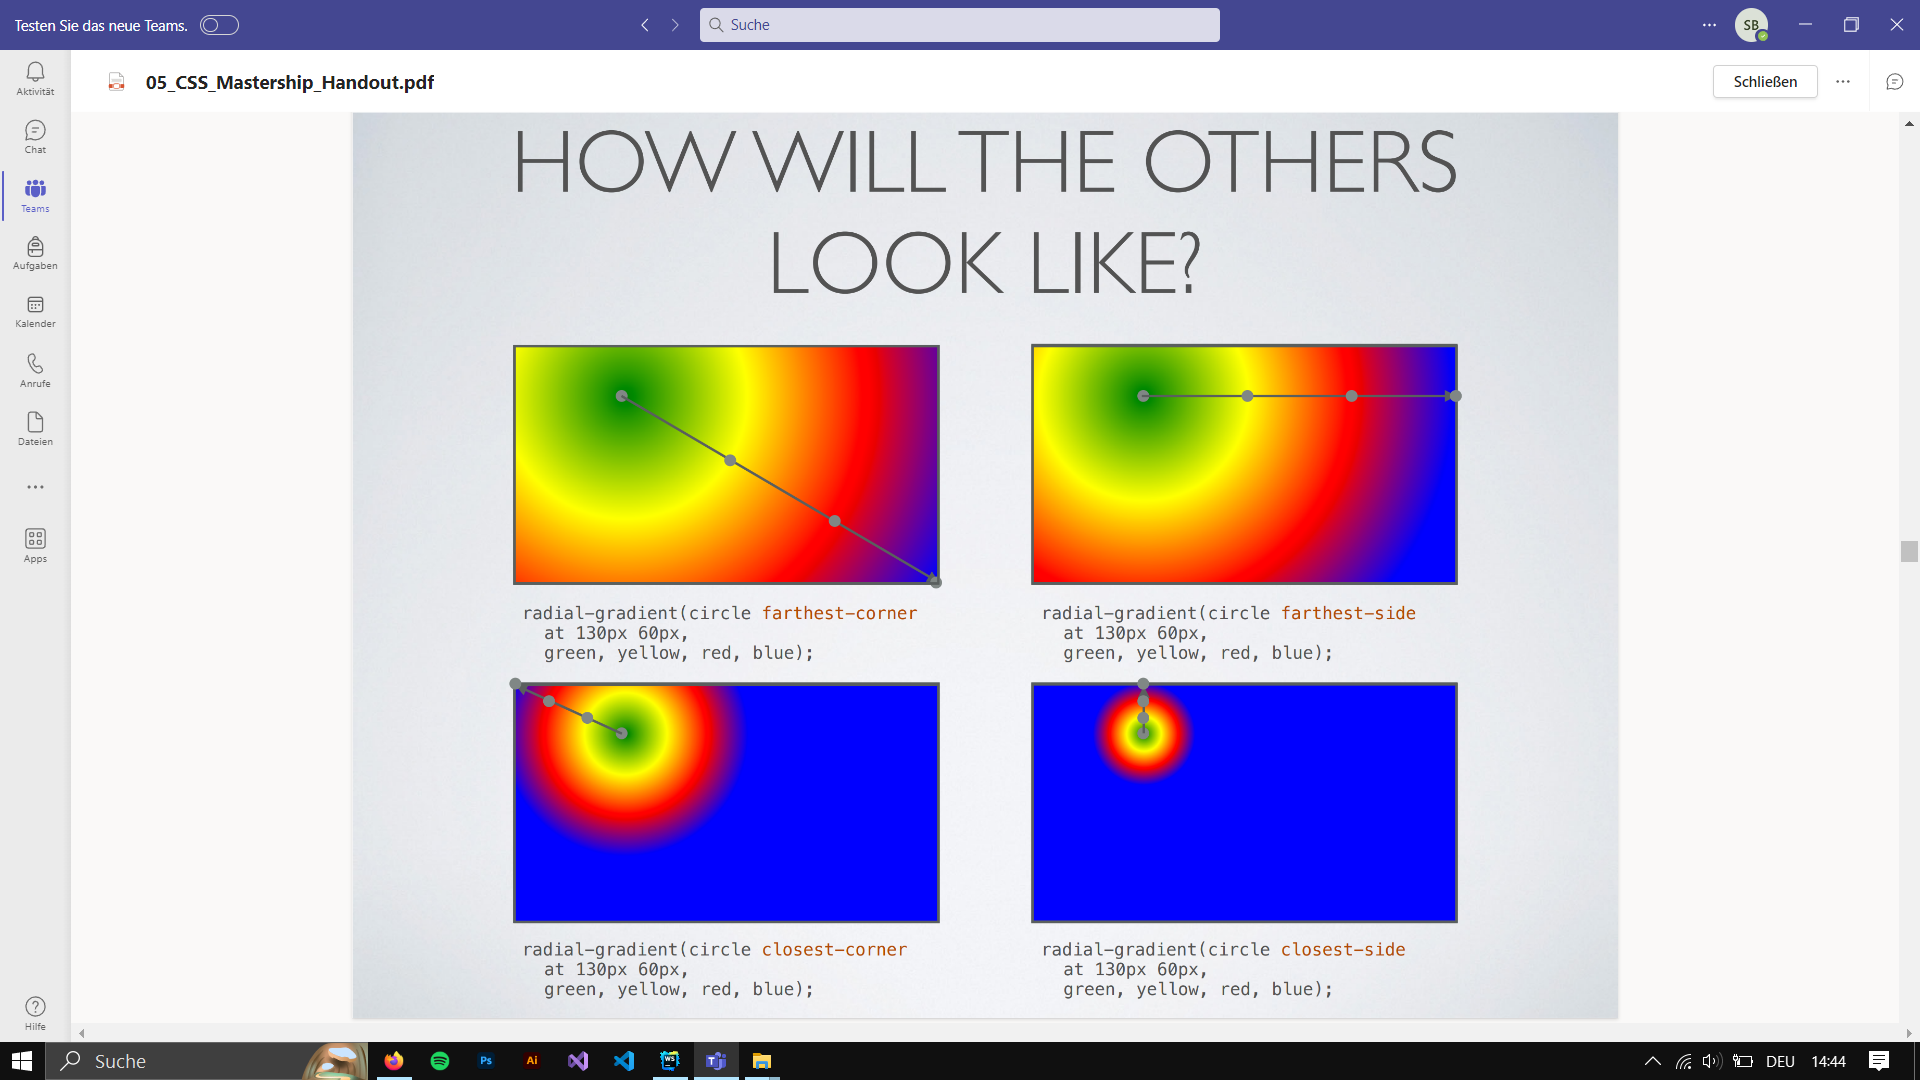 Testen Sie das neue Teams.
Suche
SB
Aktivität
Chat
Teams
Aufgaben
Kalender
Anrufe
Dateien
Apps
Hilfe
05_CSS_Mastership_Handout.pdf
Schließen
HOW WILL THE OTHERS
LOOK LIKE?
radial-gradient(circle farthest-corner
at 130px 60px,
green, yellow, red, blue);
radial-gradient(circle farthest-side
at 130px 60px,
green, yellow, red, blue);
radial-gradient(circle closest-corner
at 130px 60px,
green, yellow, red, blue);
radial-gradient(circle closest-side
at 130px 60px,
green, yellow, red, blue);
Suche
Ps
Ai
WS
T
DEU
14:44